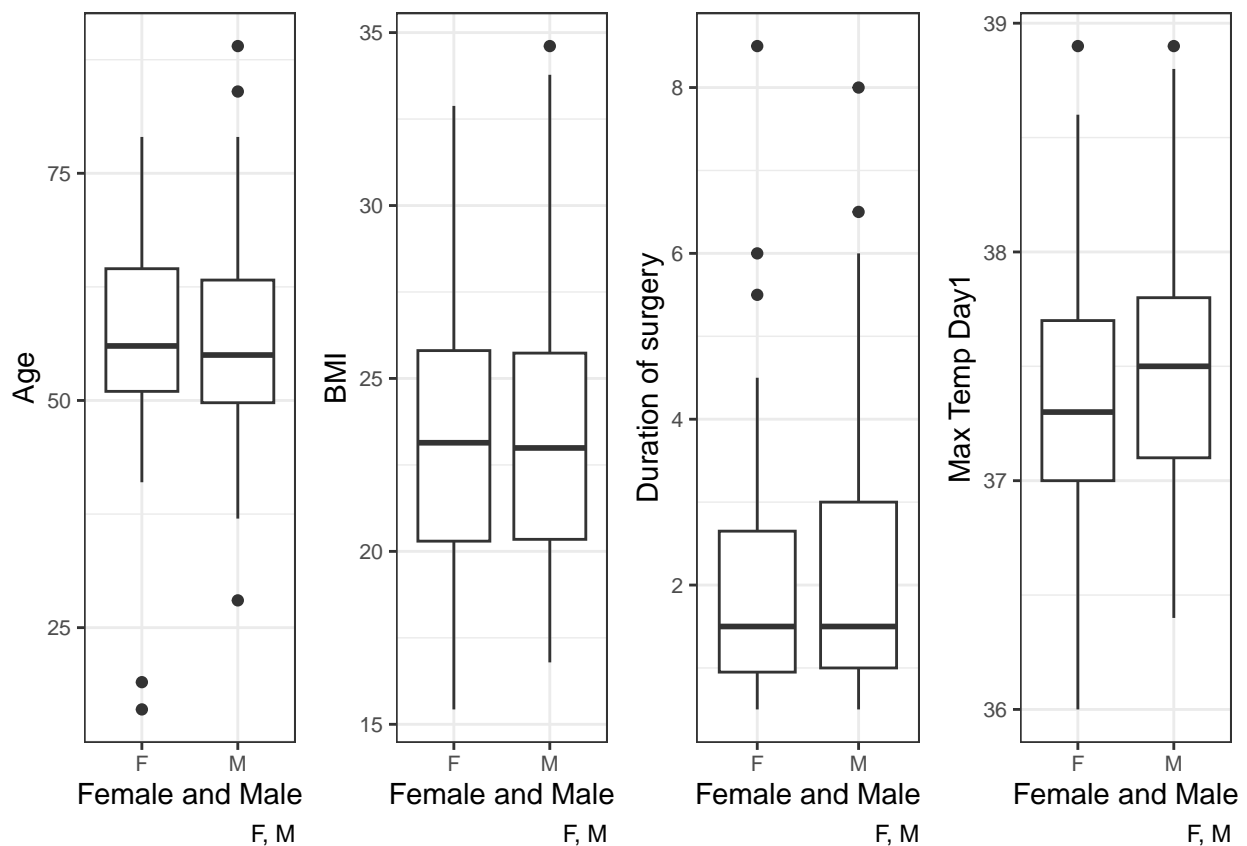 Age
75
50
25
F
M
Female and Male
F, M
BMI
35
30
25
20
15
F
M
Female and Male
F, M
Duration of surgery
8
6
4
2
F
M
Female and Male
F, M
Max Temp Day1
39
38
37
36
F
M
Female and Male
F, M